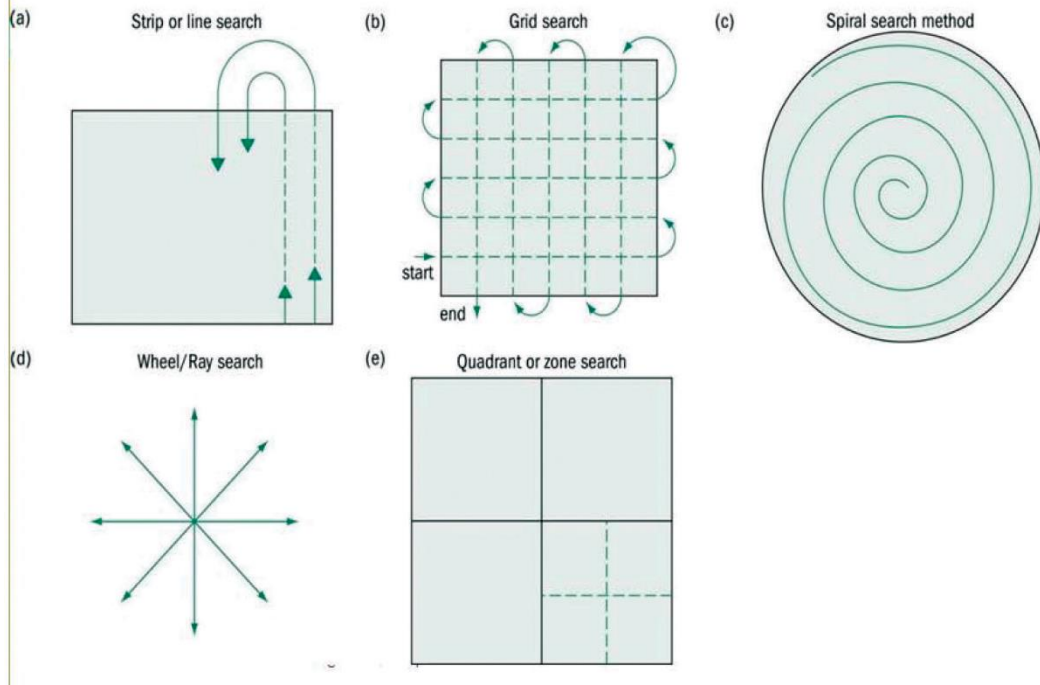 (a)
Strip or line search
(b)
Grid search
start
end
(c)
Spiral search method
(d)
Wheel/Ray search
(e)
Quadrant or zone search